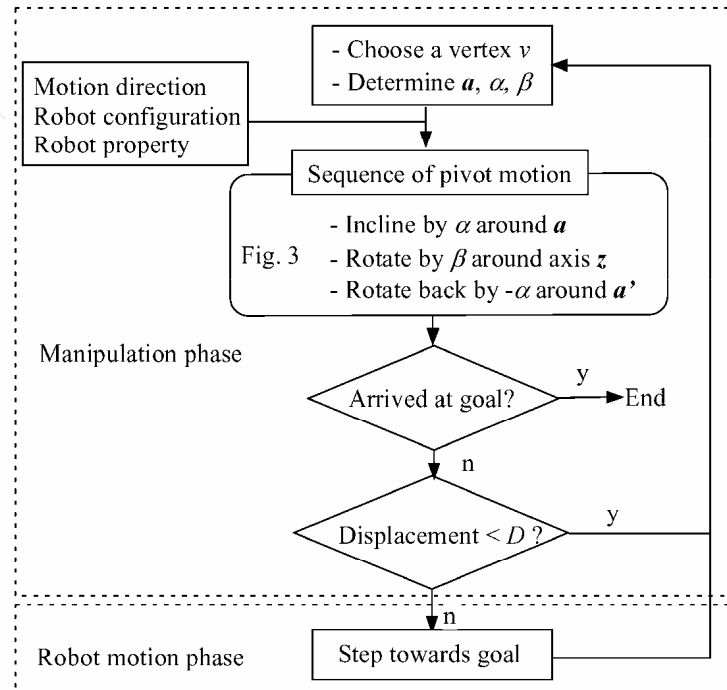 - Choose a vertex v
- Determine a, α, β
Motion direction
Robot configuration
Robot property
Sequence of pivot motion
Fig. 3
- Incline by α around a
- Rotate by β around axis z
- Rotate back by -α around a’
Manipulation phase
Arrived at goal?
y
End
n
Displacement < D ?
y
n
Robot motion phase
Step towards goal